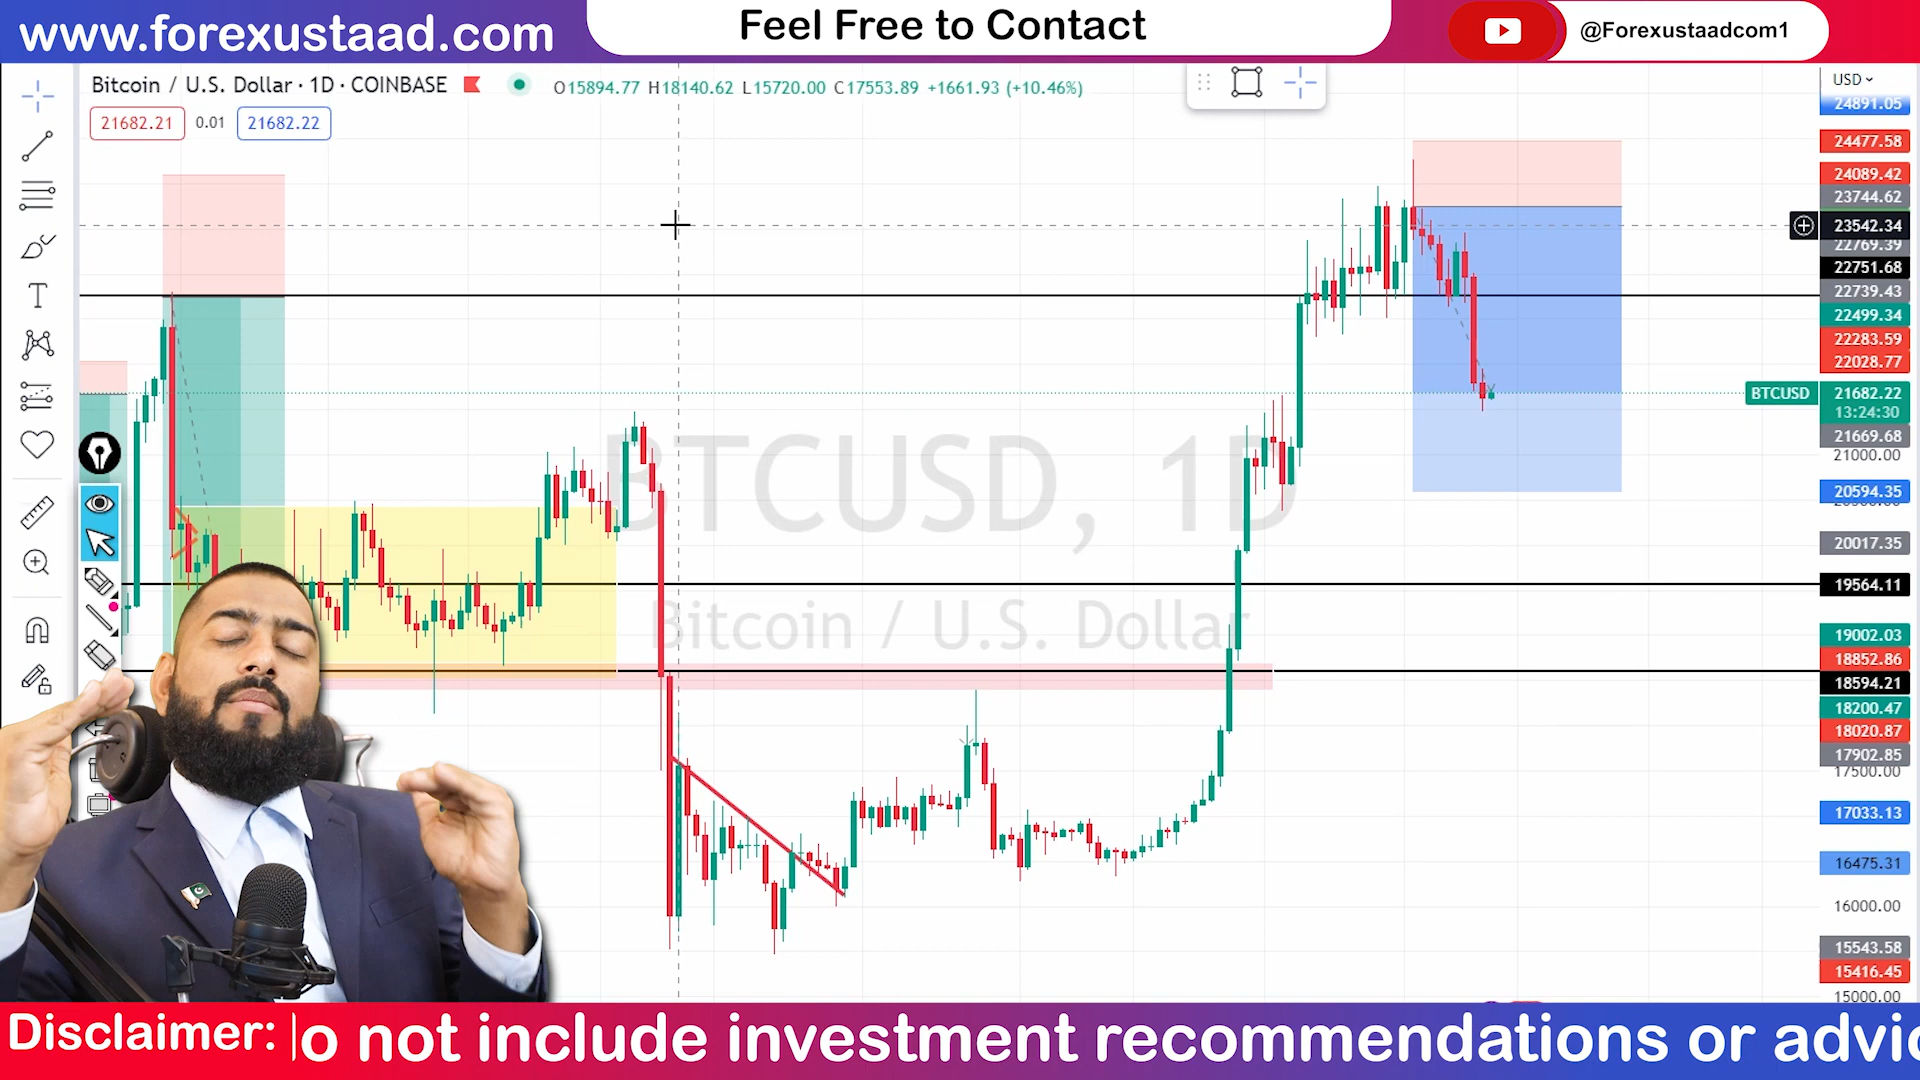 www.forexustaad.com
Feel Free to Contact
@Forexustaadcom1
Bitcoin / U.S. Dollar · 1D · COINBASE
O15894.77 H18140.62 L15720.00 C17553.89 +1661.93 (+10.46%)
21682.21 0.01 21682.22
USD
24891.05
24477.58
24089.42
23744.62
23542.34
22769.39
22751.68
22739.43
22499.34
22283.59
22028.77
BTCUSD 21682.22
13:24:30
21669.68
21000.00
20594.35
20017.35
19564.11
19002.03
18852.86
18594.21
18200.47
18020.87
17902.85
17500.00
17033.13
16475.31
16000.00
15543.58
15416.45
15000.00
BTCUSD, 1D
Bitcoin / U.S. Dollar
Disclaimer: o not include investment recommendations or advic